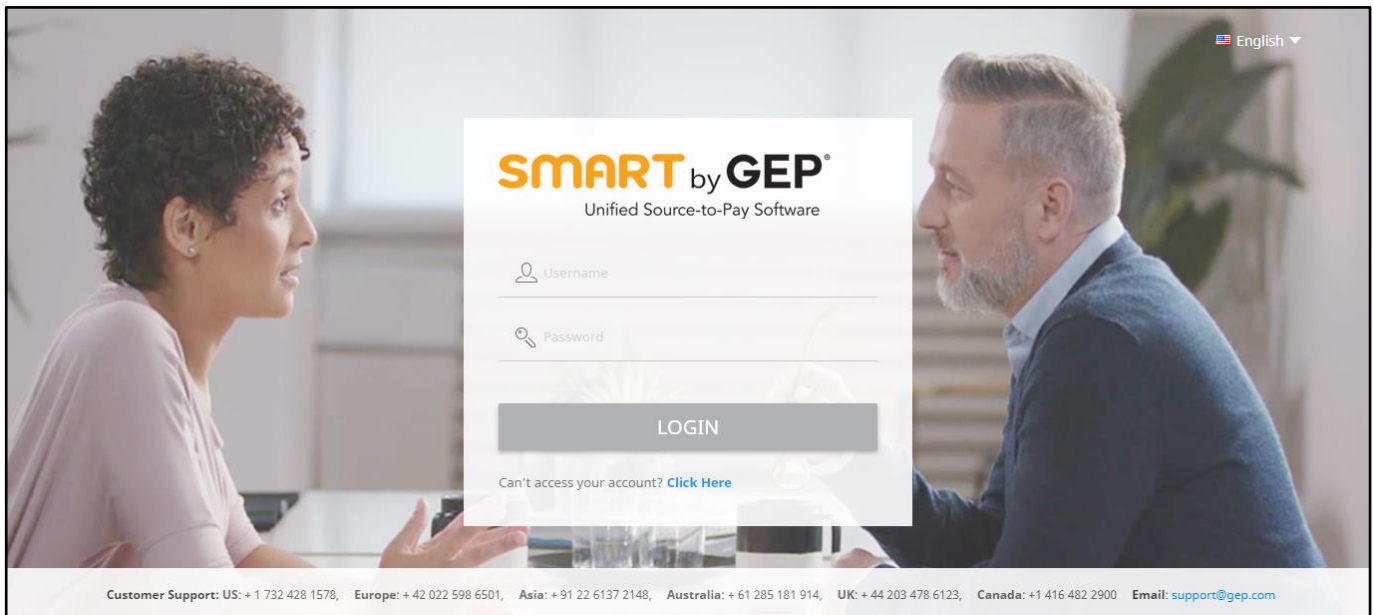 English
SMART by GEP®
Unified Source-to-Pay Software
Username
Password
LOGIN
Can't access your account? Click Here
Customer Support: US: + 1 732 428 1578, Europe: + 42 022 598 6501, Asia: + 91 22 6137 2148, Australia: + 61 285 181 914, UK: + 44 203 478 6123, Canada: +1 416 482 2900 Email: support@gep.com